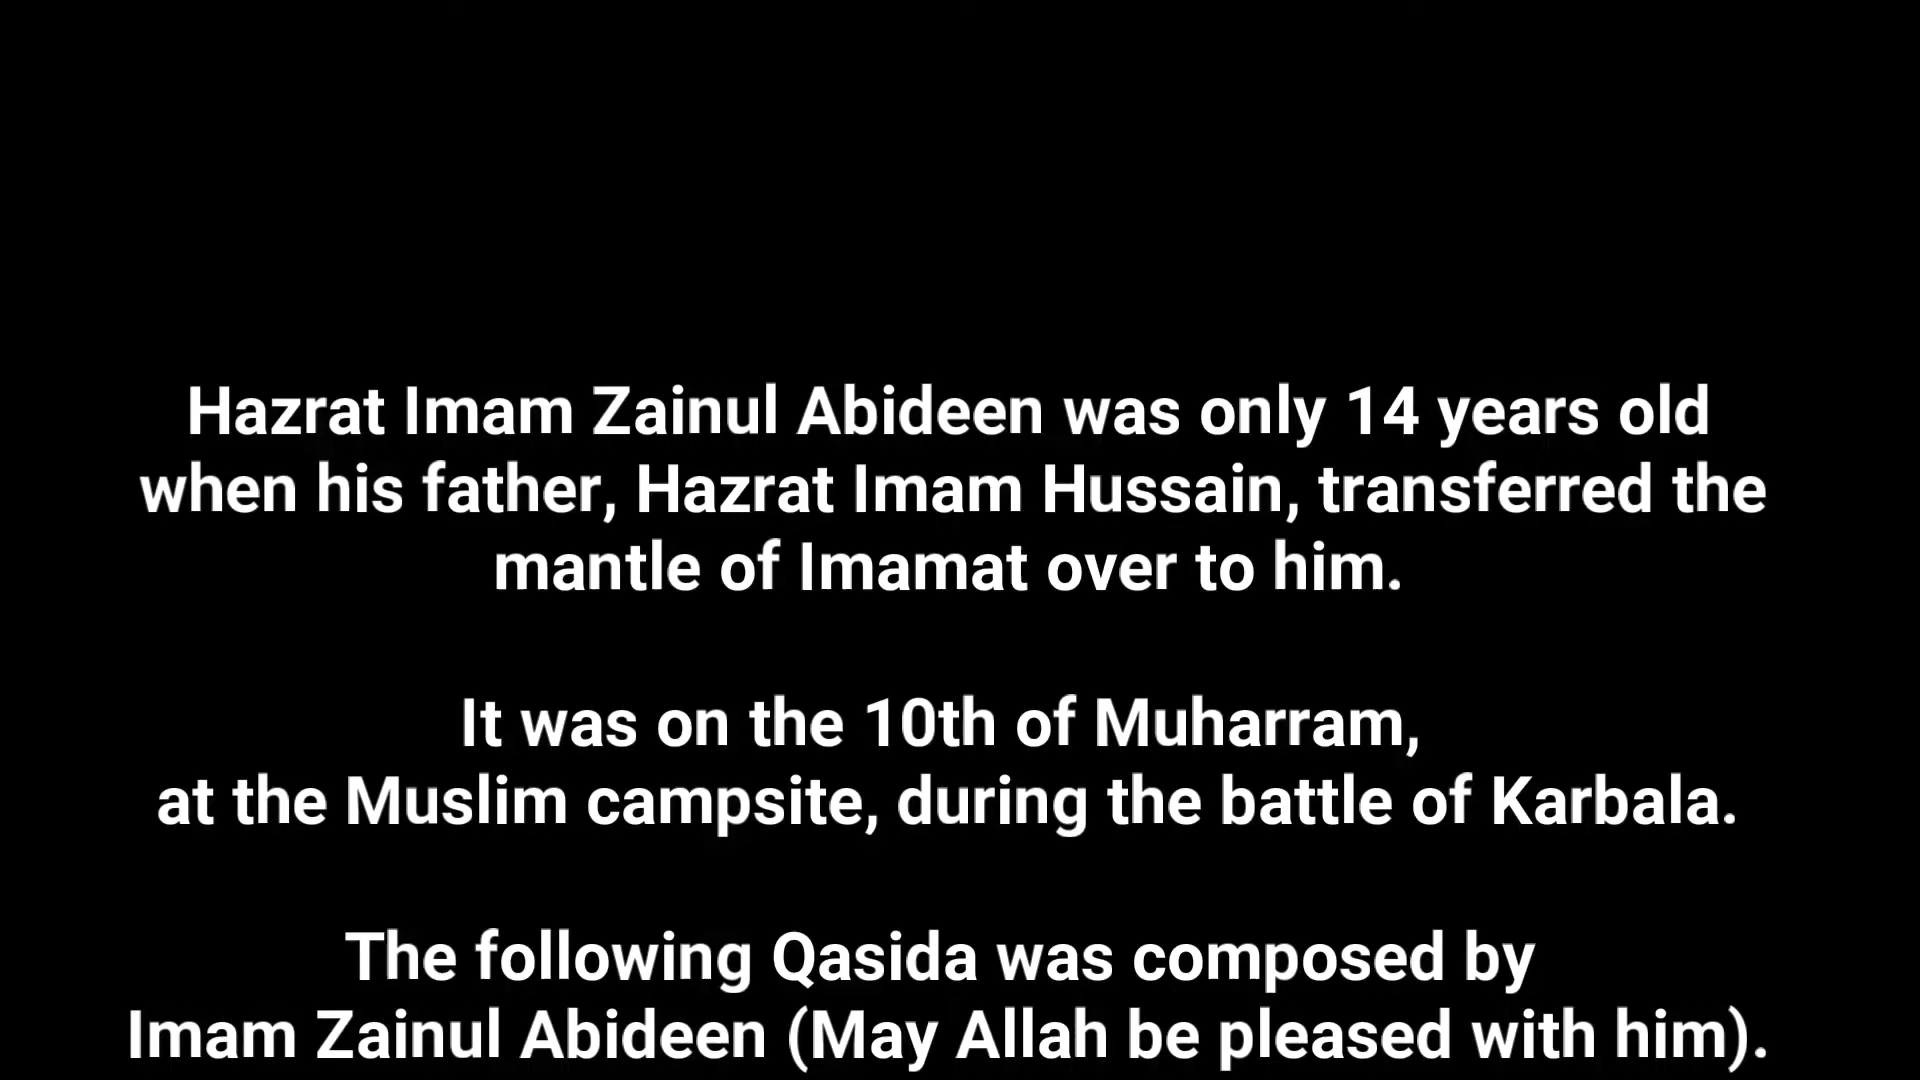 Hazrat Imam Zainul Abideen was only 14 years old
when his father, Hazrat Imam Hussain, transferred the
mantle of Imamat over to him.
It was on the 10th of Muharram,
at the Muslim campsite, during the battle of Karbala.
The following Qasida was composed by
Imam Zainul Abideen (May Allah be pleased with him).